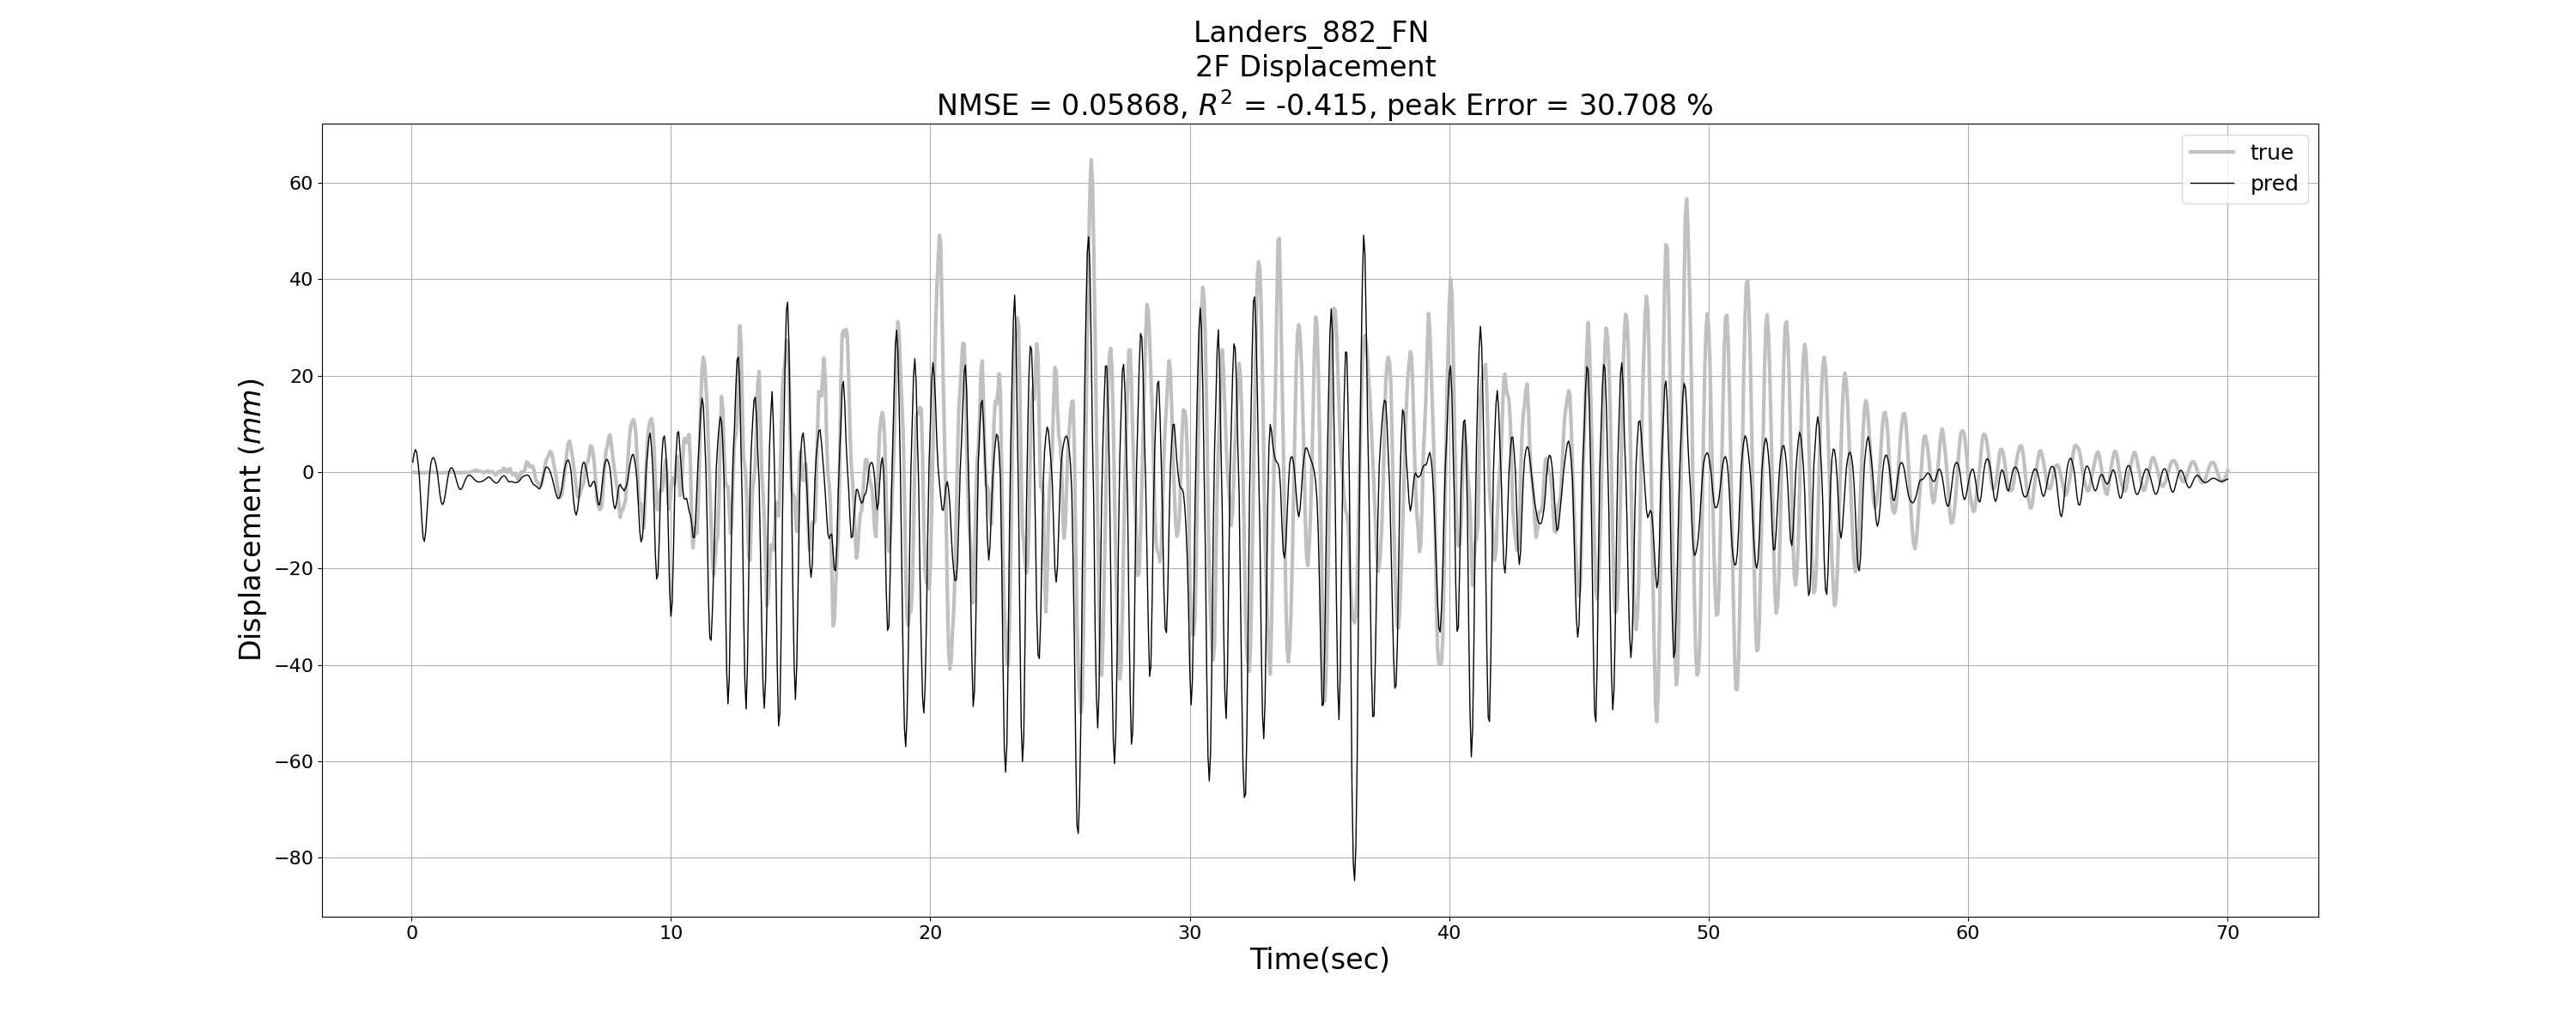 Landers_882_FN
2F Displacement
NMSE = 0.05868, R² = -0.415, peak Error = 30.708 %
true
pred
Displacement (mm)
60
40
20
0
−20
−40
−60
−80
0 10 20 30 40 50 60 70
Time(sec)